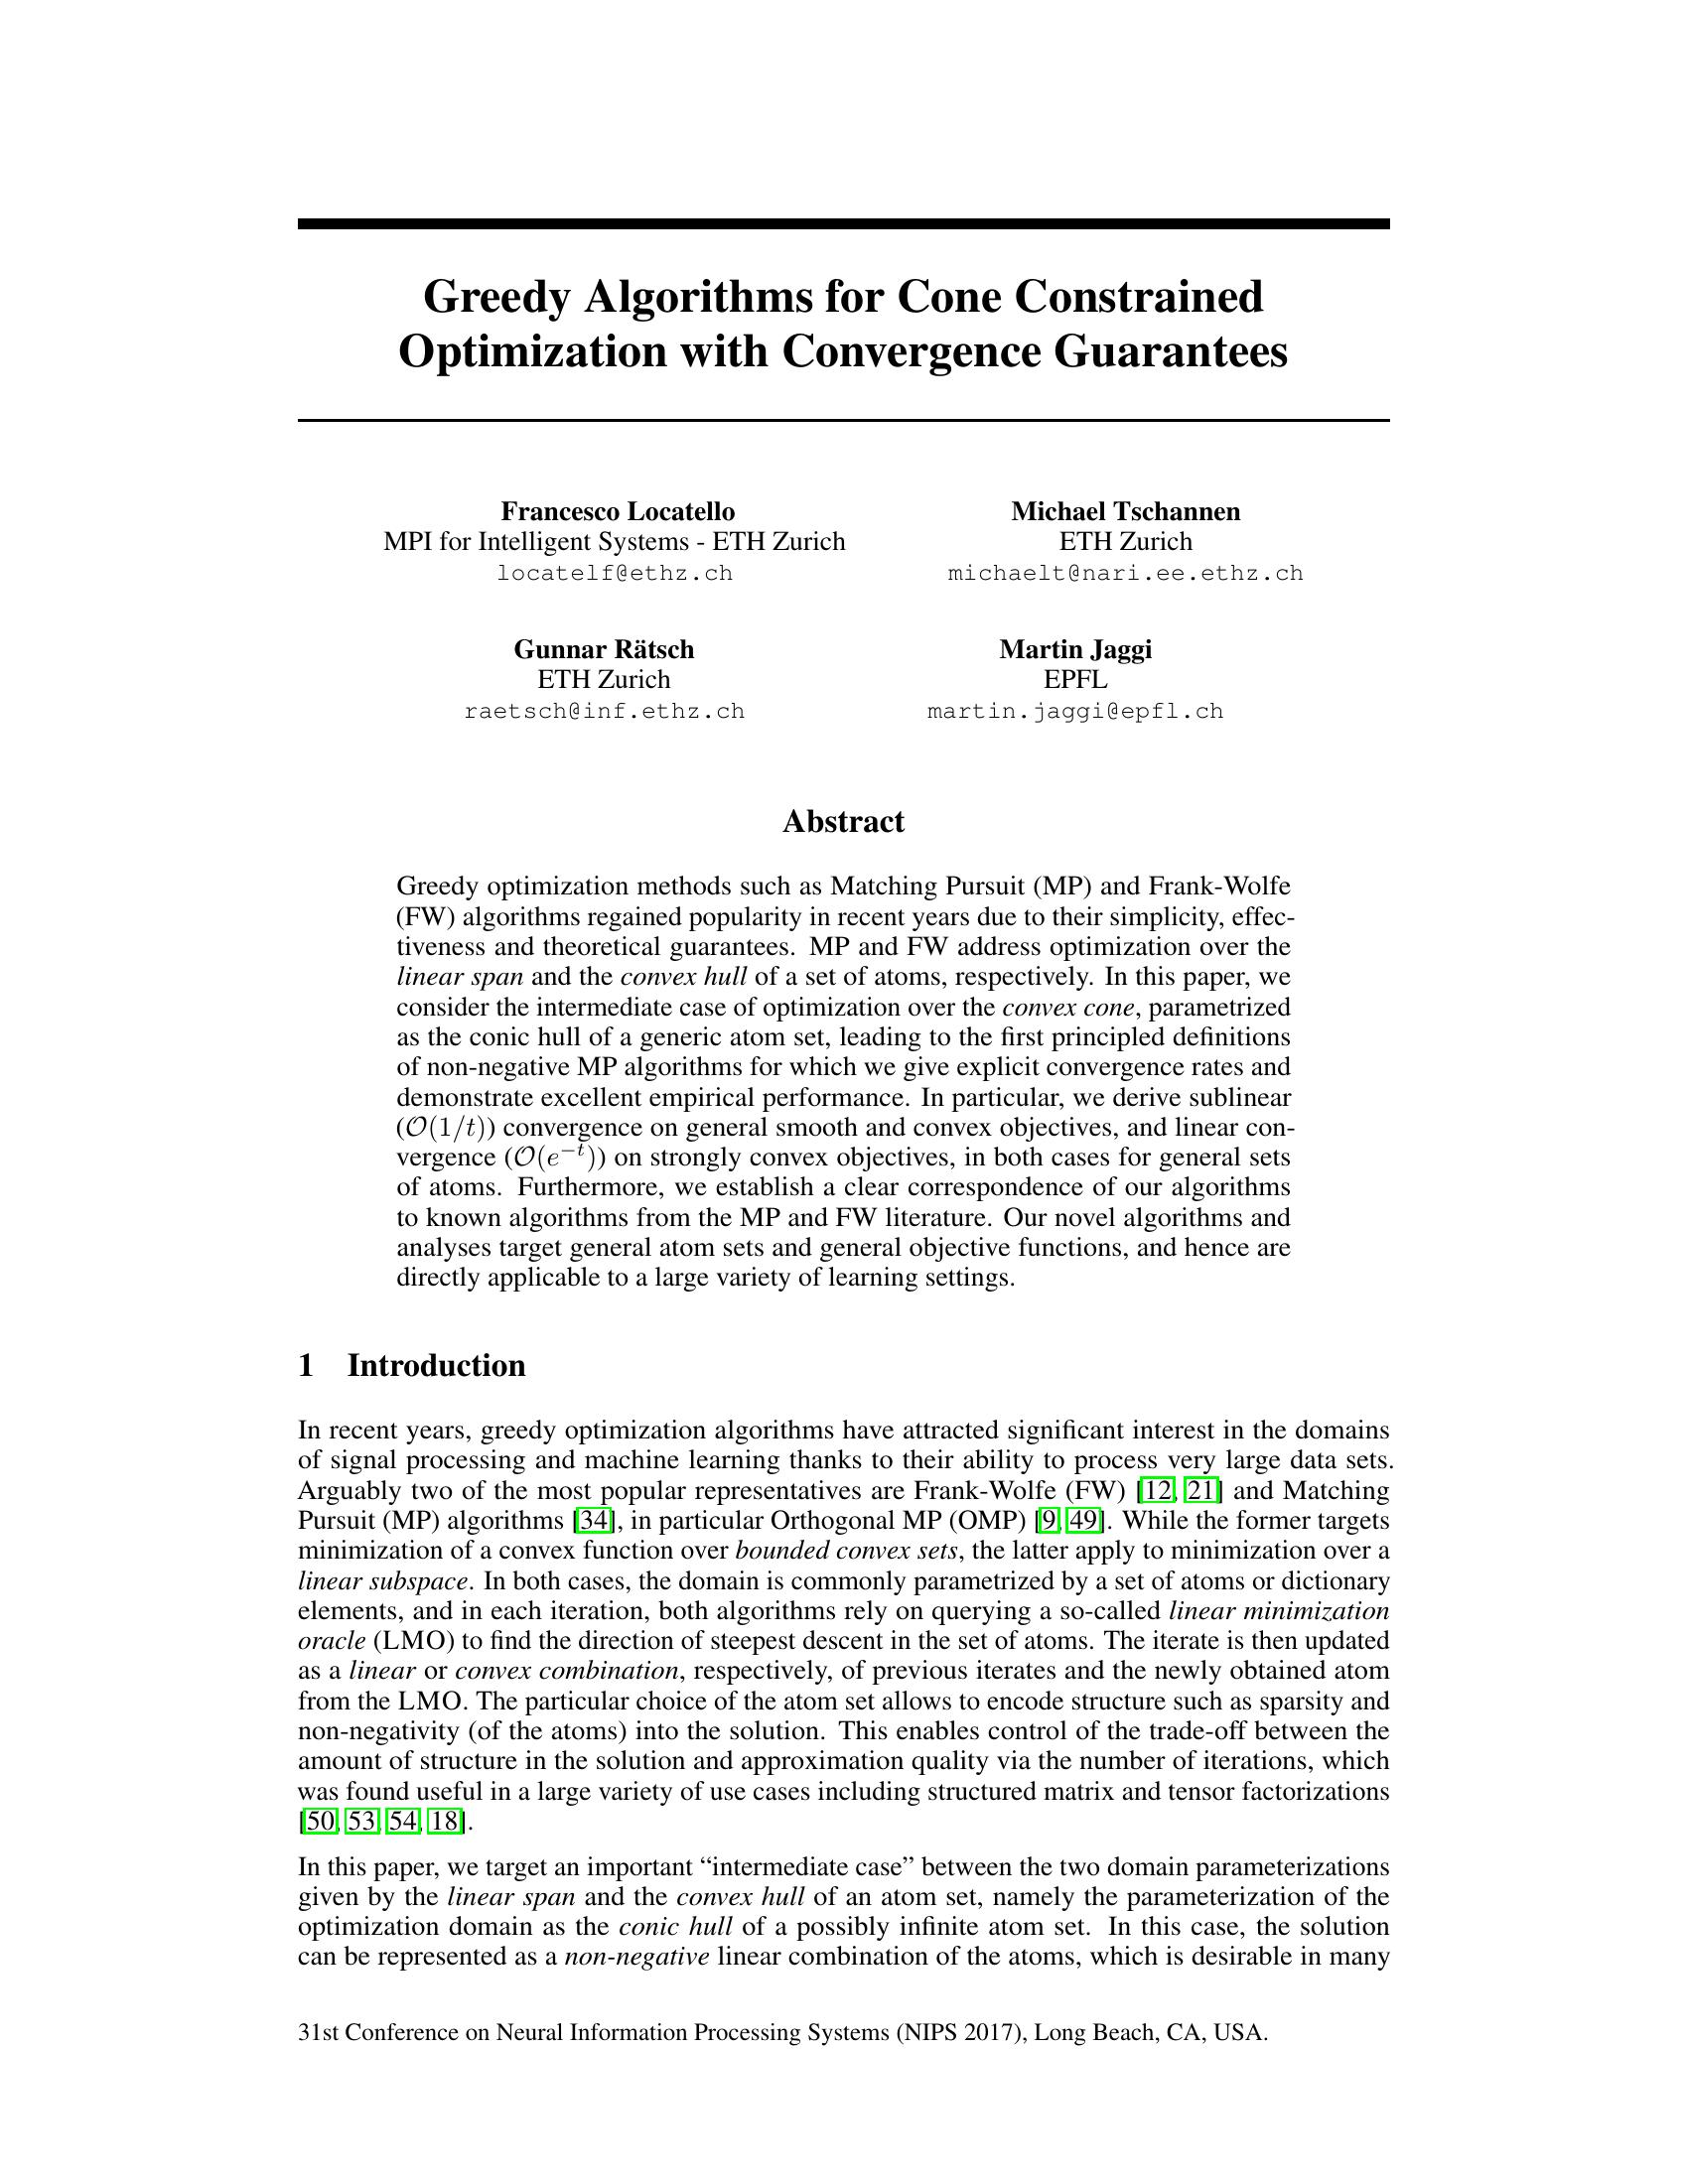 Greedy Algorithms for Cone Constrained
Optimization with Convergence Guarantees
Francesco Locatello
MPI for Intelligent Systems - ETH Zurich
locatelf@ethz.ch
Michael Tschannen
ETH Zurich
michaelt@nari.ee.ethz.ch
Gunnar Rätsch
ETH Zurich
raetsch@inf.ethz.ch
Martin Jaggi
EPFL
martin.jaggi@epfl.ch
Abstract
Greedy optimization methods such as Matching Pursuit (MP) and Frank-Wolfe
(FW) algorithms regained popularity in recent years due to their simplicity, effec-
tiveness and theoretical guarantees. MP and FW address optimization over the
linear span and the convex hull of a set of atoms, respectively. In this paper, we
consider the intermediate case of optimization over the convex cone, parametrized
as the conic hull of a generic atom set, leading to the first principled definitions
of non-negative MP algorithms for which we give explicit convergence rates and
demonstrate excellent empirical performance. In particular, we derive sublinear
(𝒪(1/t)) convergence on general smooth and convex objectives, and linear con-
vergence (𝒪(e⁻ᵗ)) on strongly convex objectives, in both cases for general sets
of atoms. Furthermore, we establish a clear correspondence of our algorithms
to known algorithms from the MP and FW literature. Our novel algorithms and
analyses target general atom sets and general objective functions, and hence are
directly applicable to a large variety of learning settings.
1 Introduction
In recent years, greedy optimization algorithms have attracted significant interest in the domains
of signal processing and machine learning thanks to their ability to process very large data sets.
Arguably two of the most popular representatives are Frank-Wolfe (FW) [12, 21] and Matching
Pursuit (MP) algorithms [34], in particular Orthogonal MP (OMP) [9, 49]. While the former targets
minimization of a convex function over bounded convex sets, the latter apply to minimization over a
linear subspace. In both cases, the domain is commonly parametrized by a set of atoms or dictionary
elements, and in each iteration, both algorithms rely on querying a so-called linear minimization
oracle (LMO) to find the direction of steepest descent in the set of atoms. The iterate is then updated
as a linear or convex combination, respectively, of previous iterates and the newly obtained atom
from the LMO. The particular choice of the atom set allows to encode structure such as sparsity and
non-negativity (of the atoms) into the solution. This enables control of the trade-off between the
amount of structure in the solution and approximation quality via the number of iterations, which
was found useful in a large variety of use cases including structured matrix and tensor factorizations
[50, 53, 54, 18].
In this paper, we target an important “intermediate case” between the two domain parameterizations
given by the linear span and the convex hull of an atom set, namely the parameterization of the
optimization domain as the conic hull of a possibly infinite atom set. In this case, the solution
can be represented as a non-negative linear combination of the atoms, which is desirable in many
31st Conference on Neural Information Processing Systems (NIPS 2017), Long Beach, CA, USA.